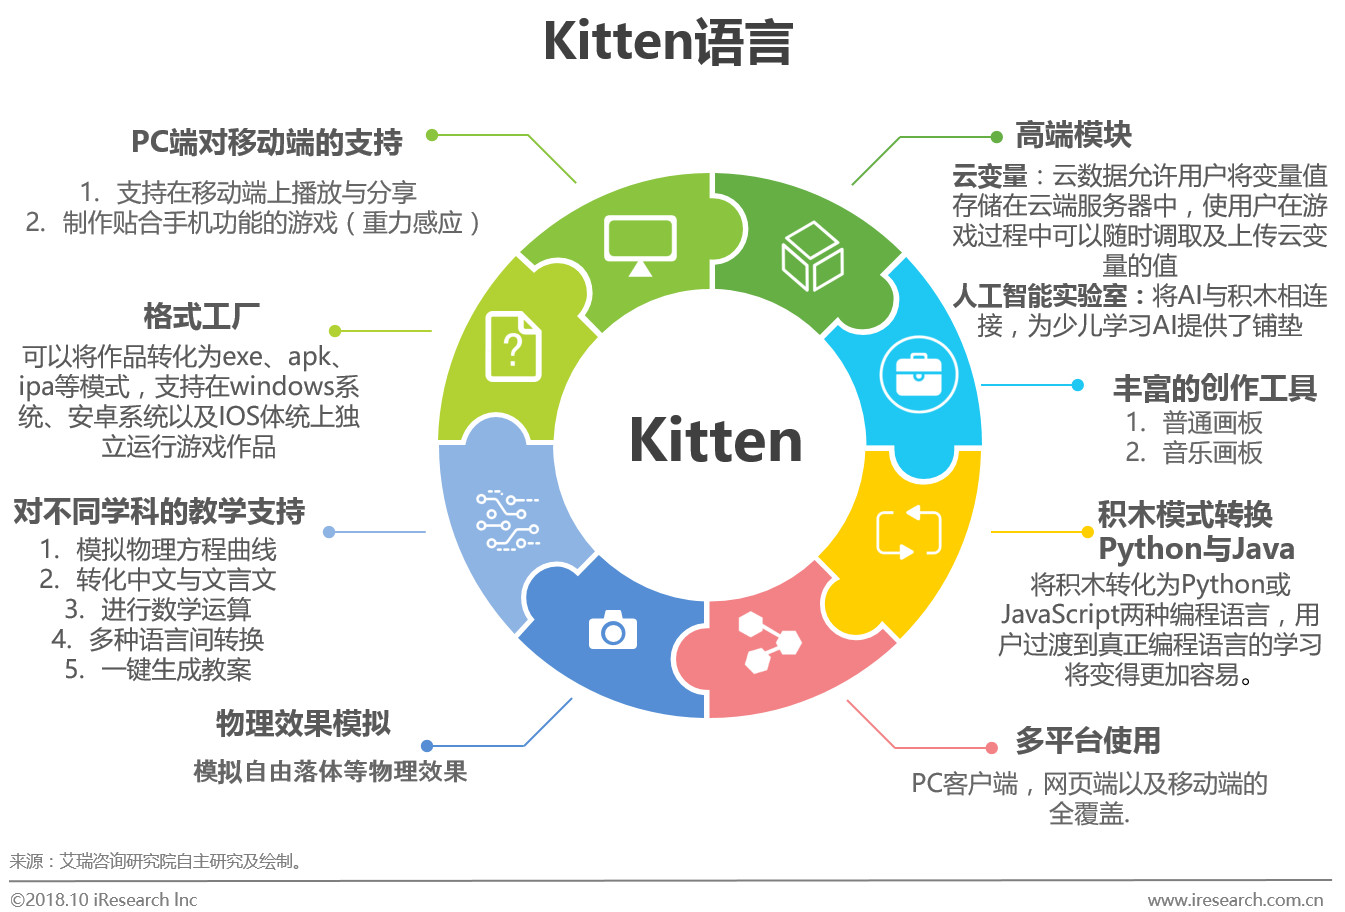 Kitten语言
PC端对移动端的支持
1. 支持在移动端上播放与分享
2. 制作贴合手机功能的游戏（重力感应）
格式工厂
可以将作品转化为exe、apk、
ipa等模式，支持在windows系
统、安卓系统以及IOS体统上独
立运行游戏作品
对不同学科的教学支持
1. 模拟物理方程曲线
2. 转化中文与文言文
3. 进行数学运算
4. 多种语言间转换
5. 一键生成教案
物理效果模拟
模拟自由落体等物理效果
?
Kitten
高端模块
云变量：云数据允许用户将变量值
存储在云端服务器中，使用户在游
戏过程中可以随时调取及上传云变
量的值
人工智能实验室：将AI与积木相连
接，为少儿学习AI提供了铺垫
丰富的创作工具
1. 普通画板
2. 音乐画板
积木模式转换
Python与Java
将积木转化为Python或
JavaScript两种编程语言，用
户过渡到真正编程语言的学习
将变得更加容易。
多平台使用
PC客户端，网页端以及移动端的
全覆盖.
来源：艾瑞咨询研究院自主研究及绘制。
©2018.10 iResearch Inc
www.iresearch.com.cn